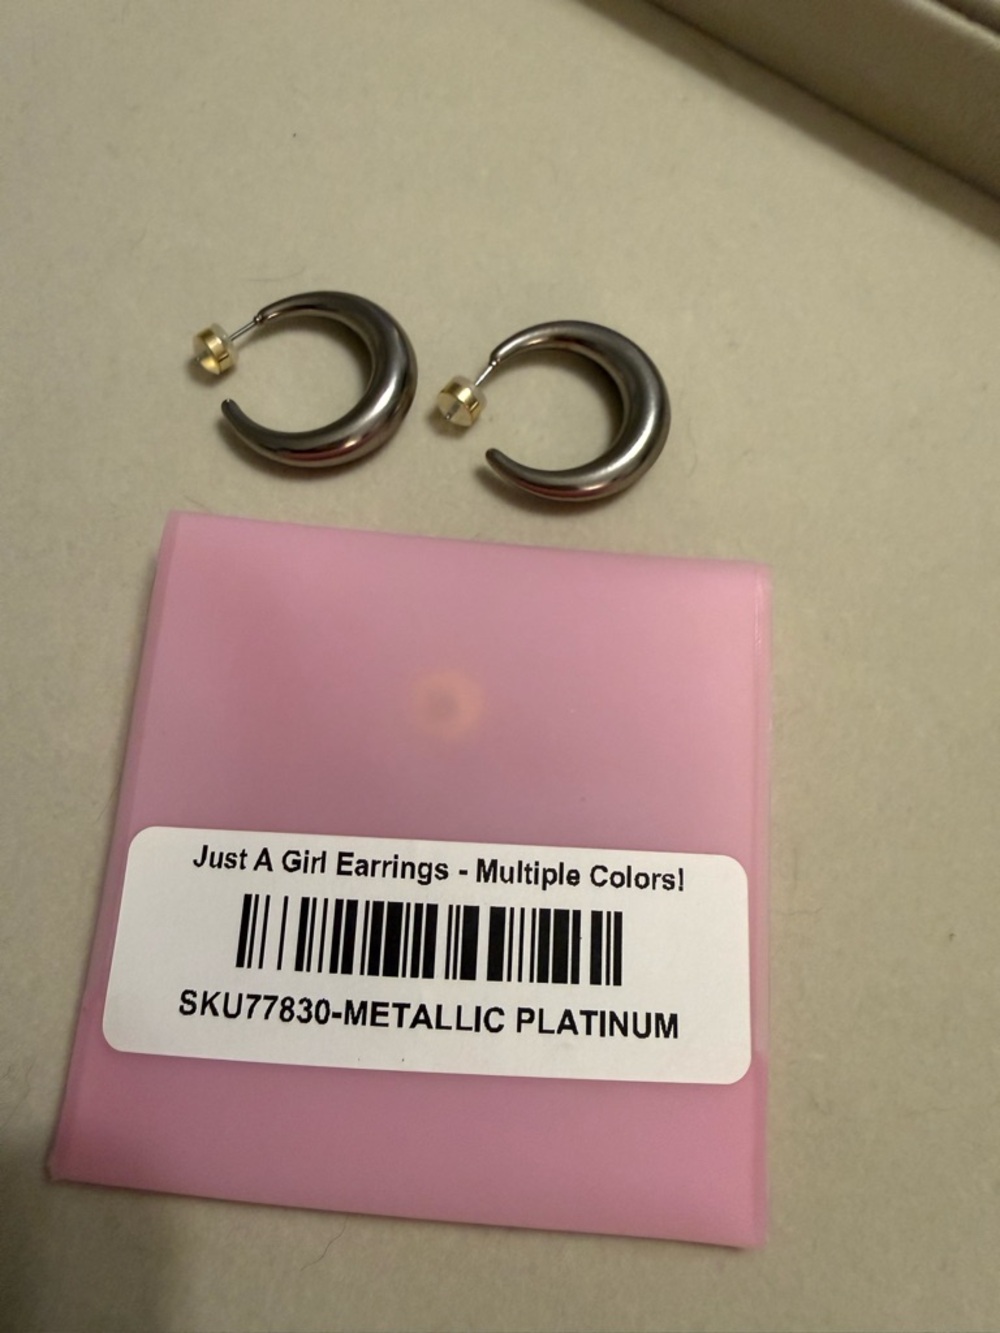 Just A Girl Earrings - Multiple Colors!
SKU77830-METALLIC PLATINUM